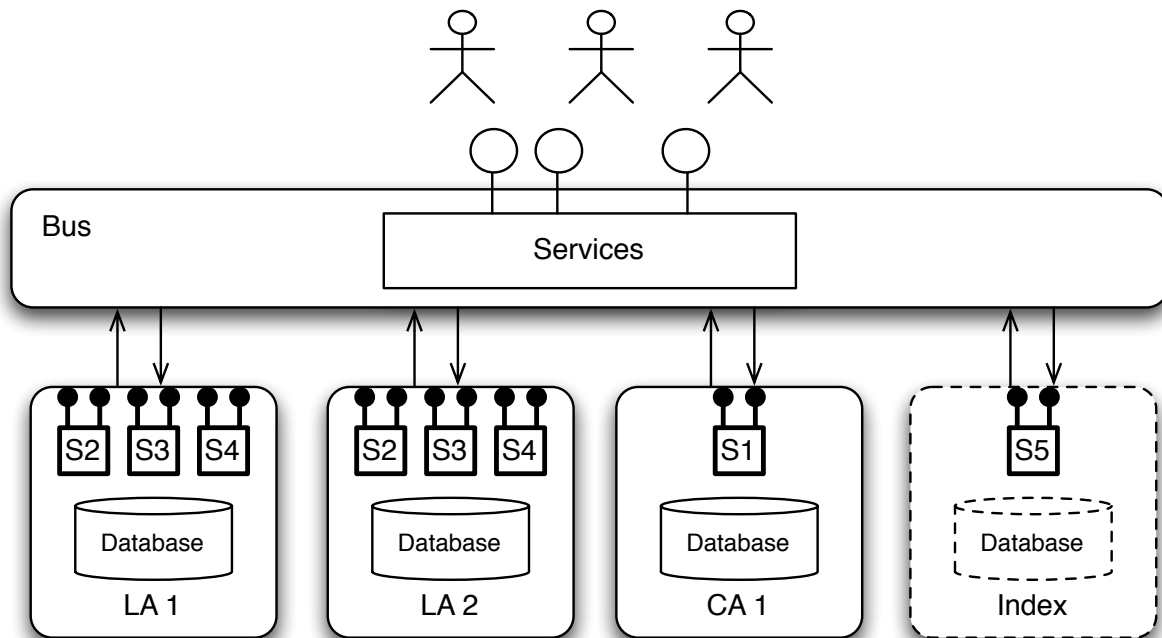 Bus
Services
S2 S3 S4 S2 S3 S4 S1 S5
Database Database Database Database
LA 1 LA 2 CA 1 Index